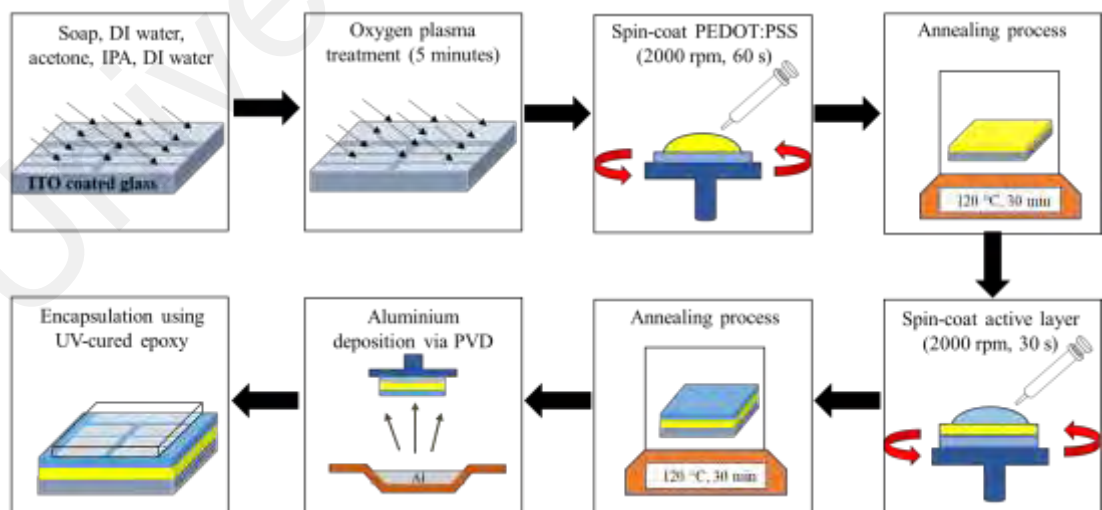 Soap, DI water,
acetone, IPA, DI water
ITO coated glass
Oxygen plasma
treatment (5 minutes)
Spin-coat PEDOT:PSS
(2000 rpm, 60 s)
Annealing process
120 °C, 30 min
Spin-coat active layer
(2000 rpm, 30 s)
Annealing process
120 °C, 30 min
Aluminium
deposition via PVD
Al
Encapsulation using
UV-cured epoxy